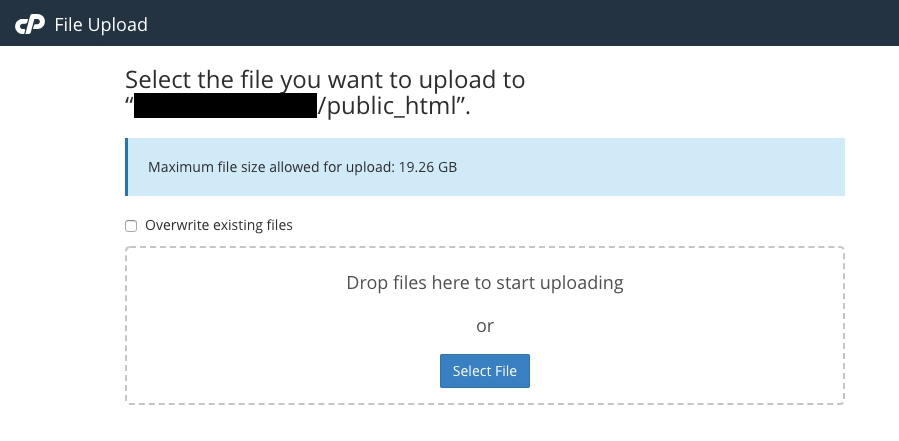 cP File Upload
Select the file you want to upload to
“/public_html”.
Maximum file size allowed for upload: 19.26 GB
Overwrite existing files
Drop files here to start uploading
or
Select File